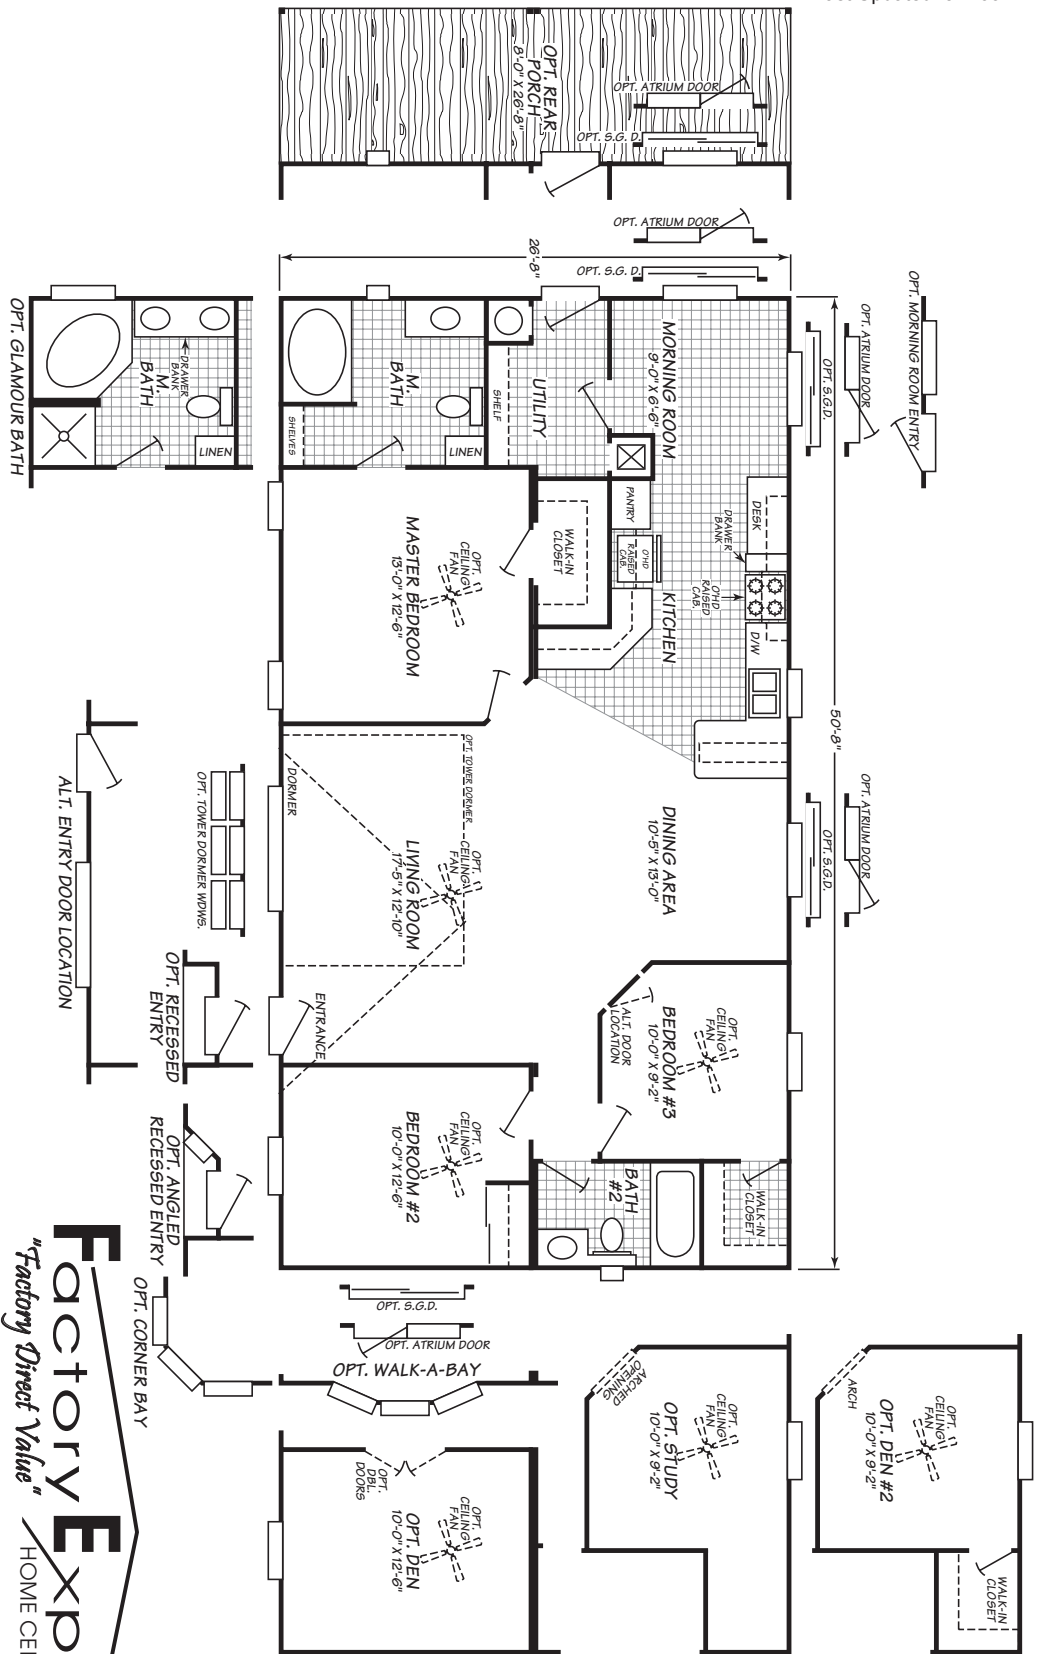 OPT. REAR
PORCH
8'-0" X 26'-8"
OPT. ATRIUM DOOR
OPT. S.G. D.
OPT. ATRIUM DOOR
26'-8"
OPT. S.G. D.
OPT. MORNING ROOM ENTRY
OPT. ATRIUM DOOR
OPT. S.G.D.
OPT. GLAMOUR BATH
M.
BATH
DRAWER
BANK
LINEN
M.
BATH
SHELVES
LINEN
SHELF
UTILITY
MORNING ROOM
9'-0" X 6'-6"
PANTRY
O'HD
RAISED
CAB.
WALK-IN
CLOSET
KITCHEN
DESK
DRAWER
BANK
O'HD
RAISED
CAB.
D/W
MASTER BEDROOM
13'-0" X 12'-6"
OPT.
CEILING
FAN
50'-8"
OPT. ATRIUM DOOR
OPT. S.G.D.
DINING AREA
10'-5" X 13'-0"
OPT. TOWER DORMER
DORMER
LIVING ROOM
17'-5" X 12'-10"
OPT.
CEILING
FAN
ENTRANCE
OPT. TOWER DORMER WDWS.
ALT. ENTRY DOOR LOCATION
OPT. RECESSED
ENTRY
OPT. ANGLED
RECESSED ENTRY
BEDROOM #3
10'-0" X 9'-2"
OPT.
CEILING
FAN
ALT. DOOR
LOCATION
BEDROOM #2
10'-0" X 12'-6"
OPT.
CEILING
FAN
BATH
#2
WALK-IN
CLOSET
OPT. CORNER BAY
OPT. S.G.D.
OPT. ATRIUM DOOR
OPT. WALK-A-BAY
OPT.
DBL.
DOORS
OPT. DEN
10'-0" X 12'-6"
OPT.
CEILING
FAN
ARCHED
OPENING
OPT. STUDY
10'-0" X 9'-2"
OPT.
CEILING
FAN
ARCH
OPT. DEN #2
10'-0" X 9'-2"
OPT.
CEILING
FAN
WALK-IN
CLOSET
Factory Exp
"Factory Direct Value"
HOME CEI